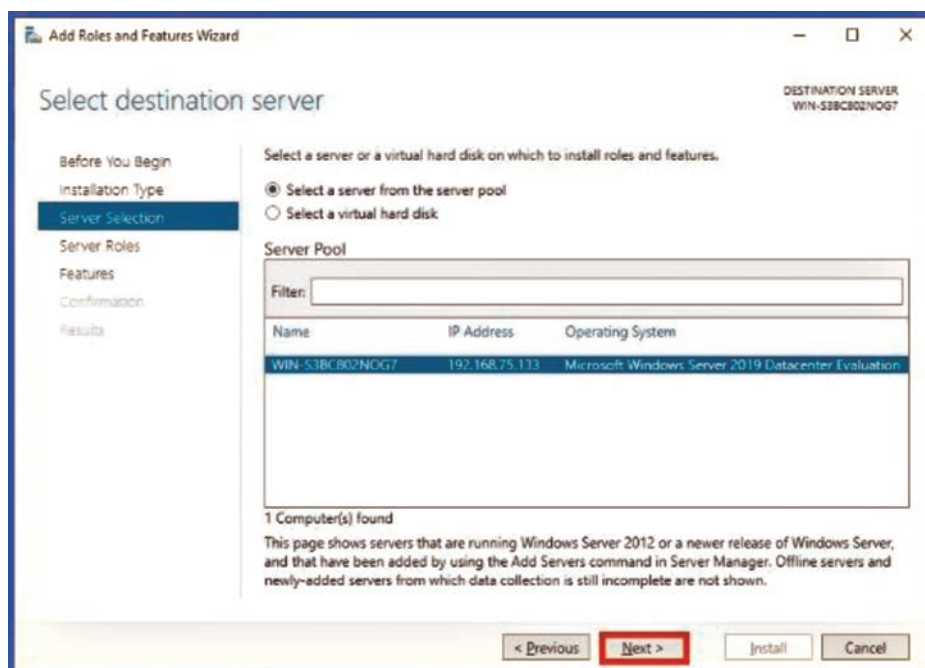 Add Roles and Features Wizard
Select destination server
DESTINATION SERVER
WIN-S3BC802NOG7
Before You Begin
Installation Type
Server Selection
Server Roles
Features
Confirmation
Results
Select a server or a virtual hard disk on which to install roles and features.
Select a server from the server pool
Select a virtual hard disk
Server Pool
Filter:
Name IP Address Operating System
WIN-S3BC802NOG7 192.168.75.133 Microsoft Windows Server 2019 Datacenter Evaluation
1 Computer(s) found
This page shows servers that are running Windows Server 2012 or a newer release of Windows Server,
and that have been added by using the Add Servers command in Server Manager. Offline servers and
newly-added servers from which data collection is still incomplete are not shown.
< Previous Next > Install Cancel